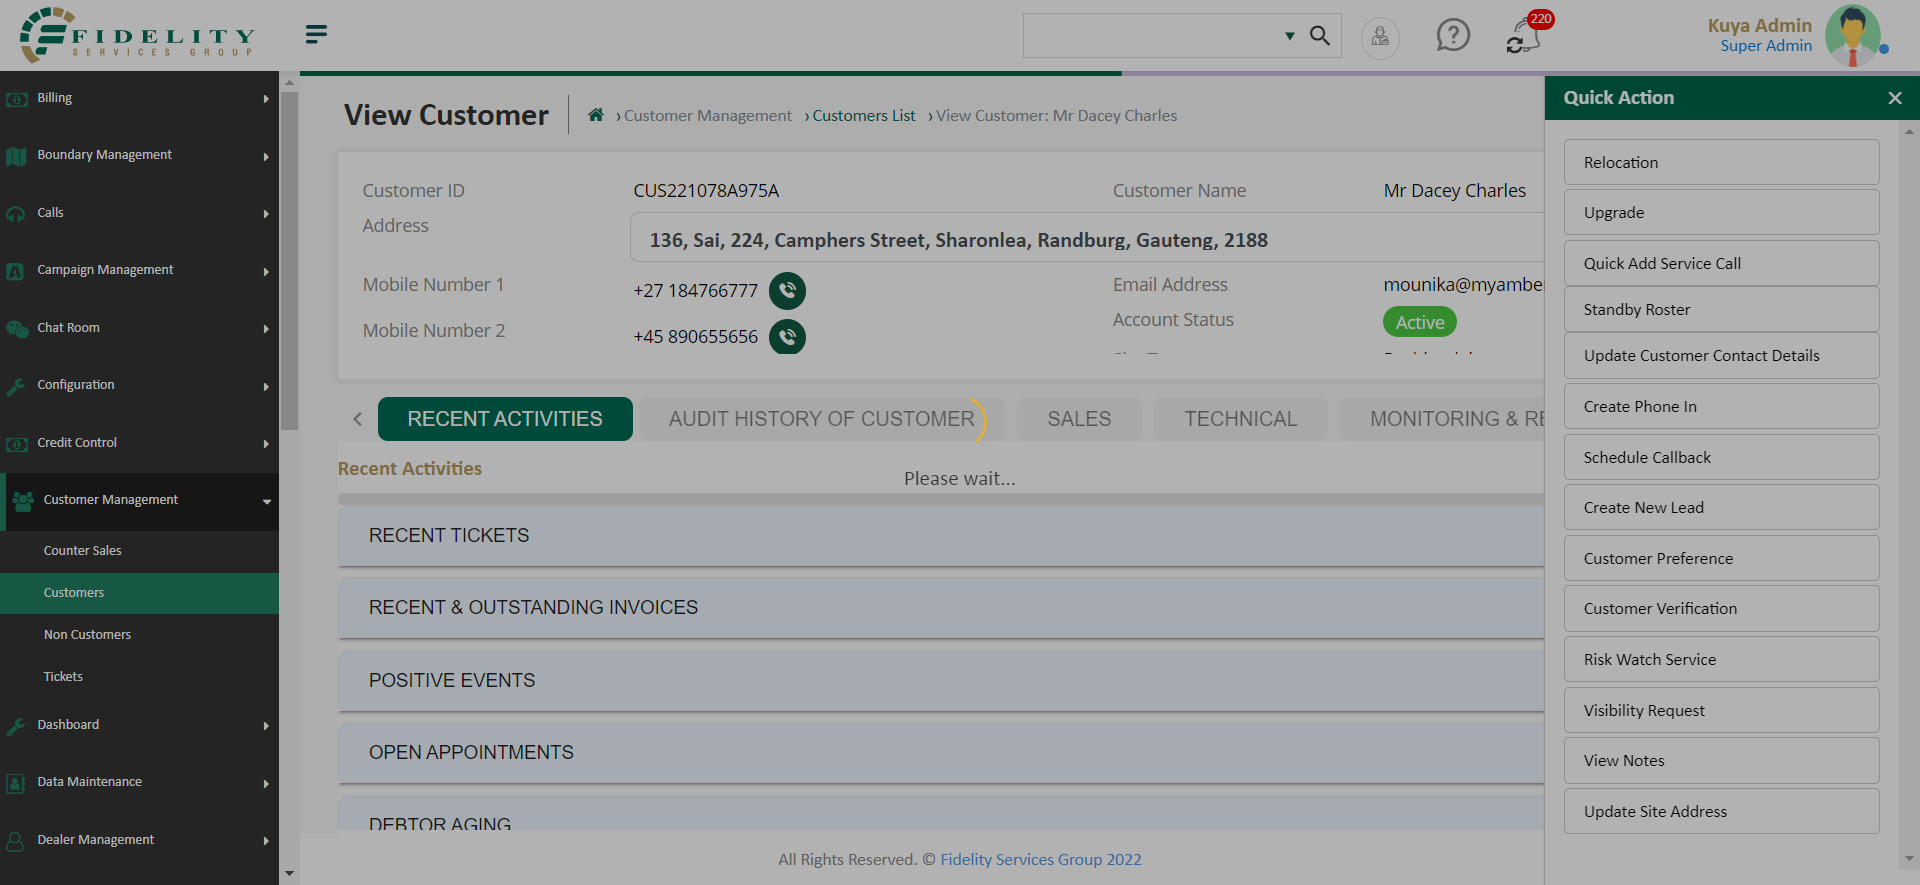 FIDELITY
SERVICES GROUP
220
Kuya Admin
Super Admin
Billing
Boundary Management
Calls
Campaign Management
Chat Room
Configuration
Credit Control
Customer Management
Counter Sales
Customers
Non Customers
Tickets
Dashboard
Data Maintenance
Dealer Management
View Customer
› Customer Management › Customers List › View Customer: Mr Dacey Charles
Customer ID CUS221078A975A Customer Name Mr Dacey Charles
Address 136, Sai, 224, Camphers Street, Sharonlea, Randburg, Gauteng, 2188
Mobile Number 1 +27 184766777 Email Address mounika@myambe
Account Status Active
Mobile Number 2 +45 890655656
RECENT ACTIVITIES AUDIT HISTORY OF CUSTOMER SALES TECHNICAL MONITORING & RE
Recent Activities
Please wait...
RECENT TICKETS
RECENT & OUTSTANDING INVOICES
POSITIVE EVENTS
OPEN APPOINTMENTS
DEBTOR AGING
All Rights Reserved. © Fidelity Services Group 2022
Quick Action
Relocation
Upgrade
Quick Add Service Call
Standby Roster
Update Customer Contact Details
Create Phone In
Schedule Callback
Create New Lead
Customer Preference
Customer Verification
Risk Watch Service
Visibility Request
View Notes
Update Site Address